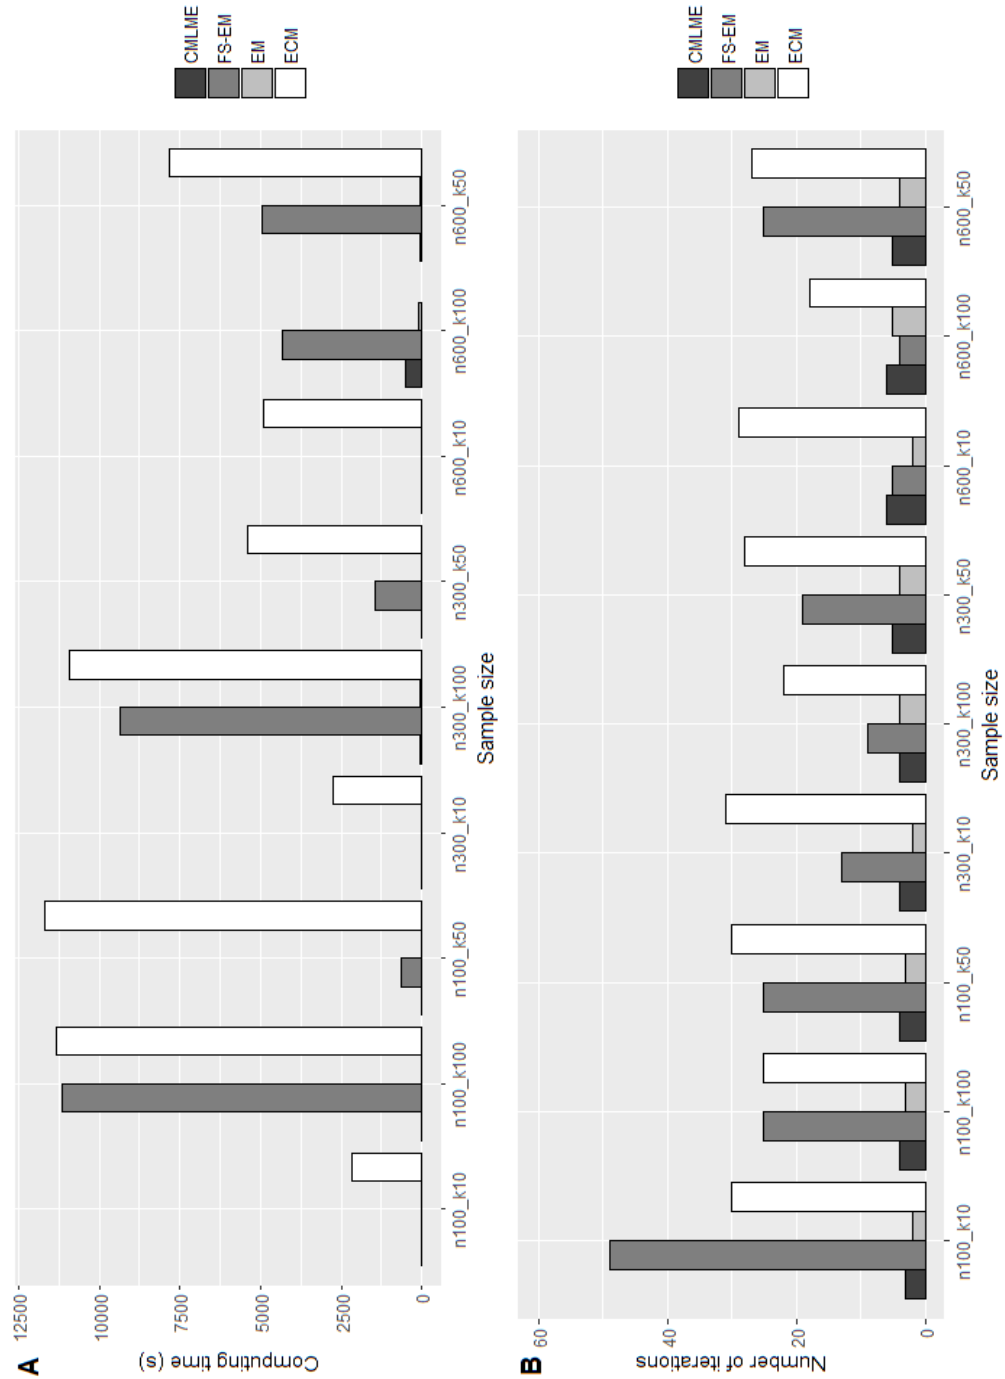 A
Computing time (s)
12500
10000
7500
5000
2500
0
n100_k10
n100_k100
n100_k50
n300_k10
n300_k100
n300_k50
n600_k10
n600_k100
n600_k50
Sample size
CMLME
FS-EM
EM
ECM
B
Number of iterations
60
40
20
0
n100_k10
n100_k100
n100_k50
n300_k10
n300_k100
n300_k50
n600_k10
n600_k100
n600_k50
Sample size
CMLME
FS-EM
EM
ECM